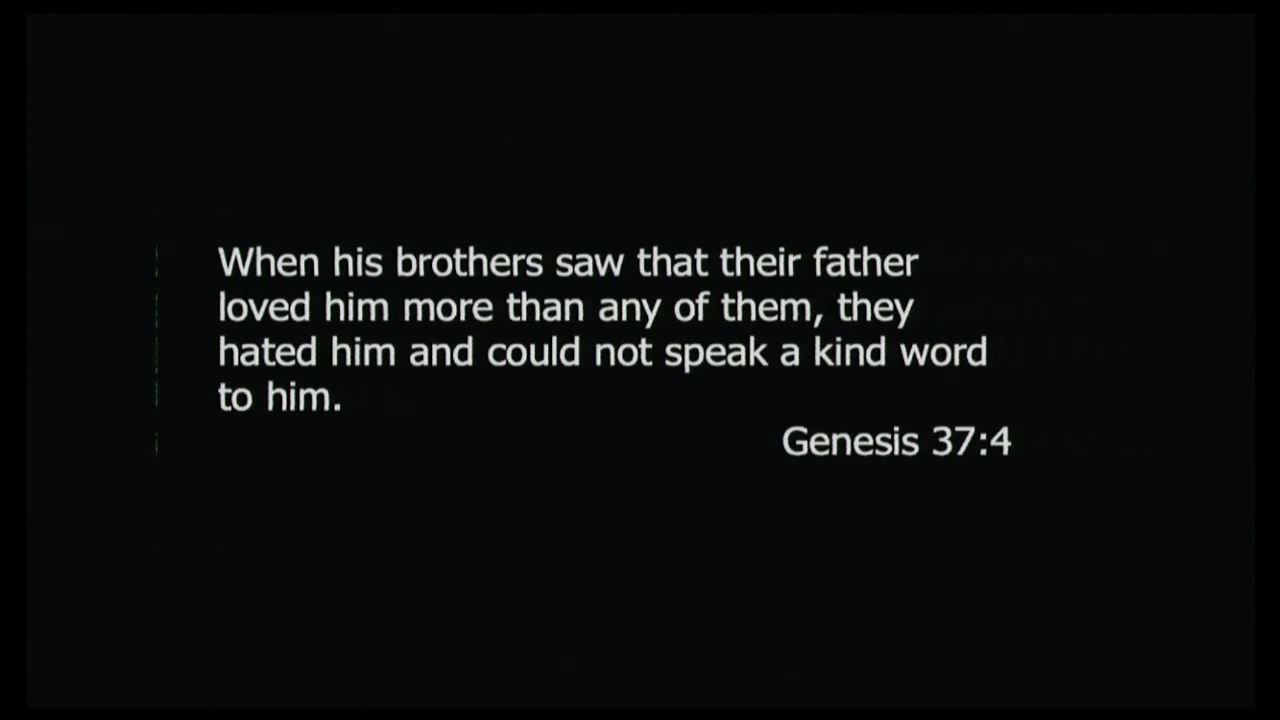 When his brothers saw that their father
loved him more than any of them, they
hated him and could not speak a kind word
to him.
Genesis 37:4